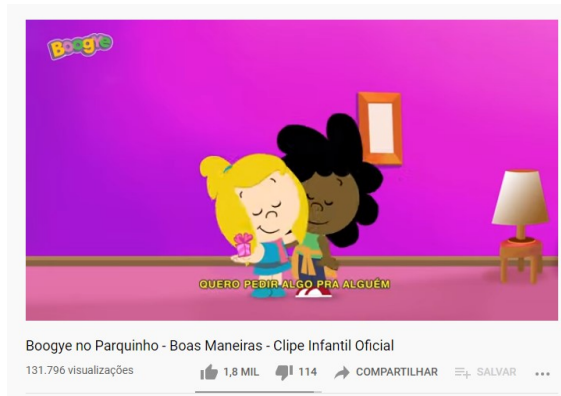 Boogie
QUERO PEDIR ALGO PRA ALGUÉM
Boogye no Parquinho - Boas Maneiras - Clipe Infantil Oficial
131.796 visualizações 1,8 MIL 114 COMPARTILHAR SALVAR